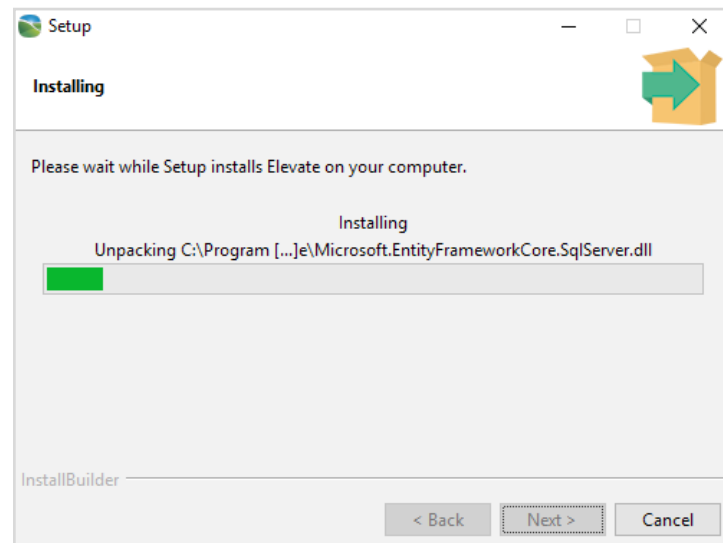 Setup
Installing
Please wait while Setup installs Elevate on your computer.
Installing
Unpacking C:\Program [...]e\Microsoft.EntityFrameworkCore.SqlServer.dll
InstallBuilder
< Back Next > Cancel